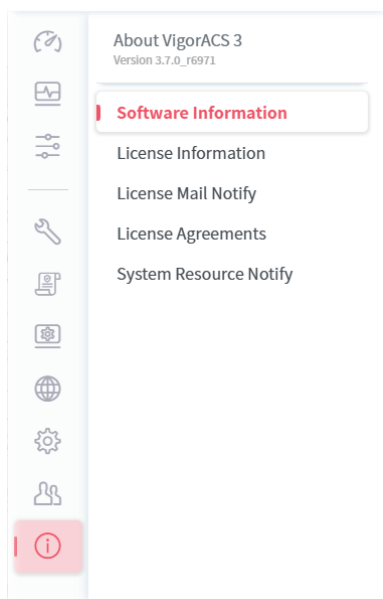 About VigorACS 3
Version 3.7.0_r6971
Software Information
License Information
License Mail Notify
License Agreements
System Resource Notify